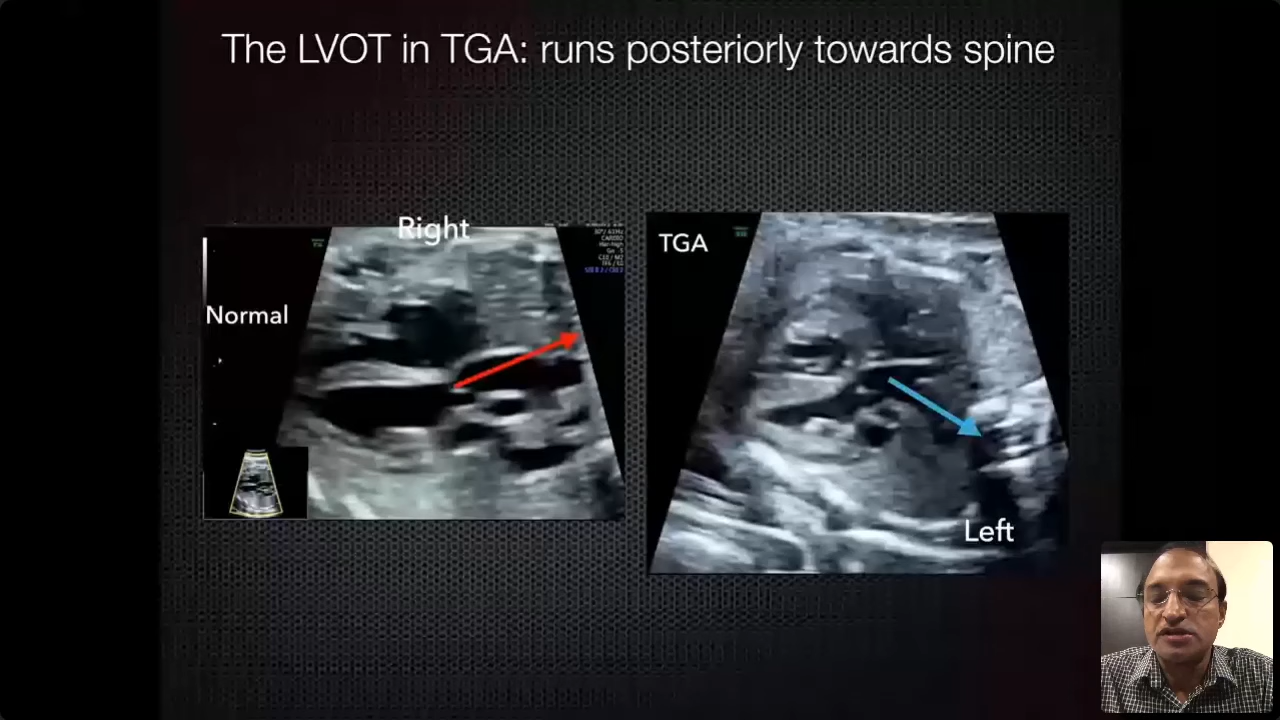 The LVOT in TGA: runs posteriorly towards spine
Right
Normal
TGA
Left